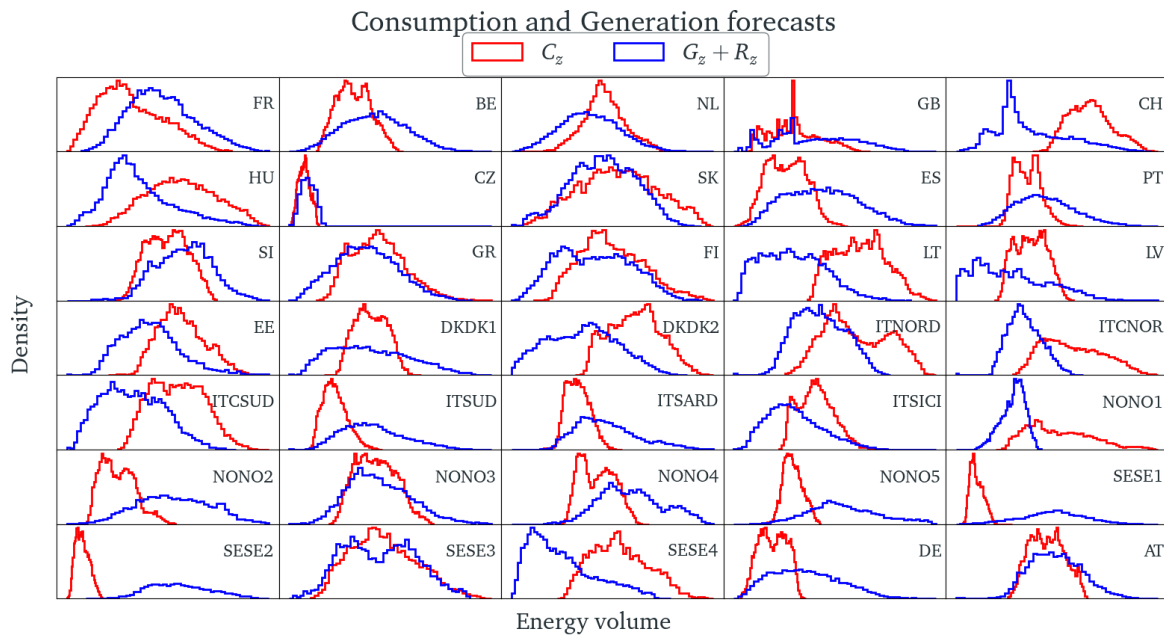 Consumption and Generation forecasts
C_z G_z + R_z
FR BE NL GB CH
HU CZ SK ES PT
SI GR FI LT LV
EE DKDK1 DKDK2 ITNORD ITCNOR
ITCSUD ITSUD ITSARD ITSICI NONO1
NONO2 NONO3 NONO4 NONO5 SESE1
SESE2 SESE3 SESE4 DE AT
Density
Energy volume